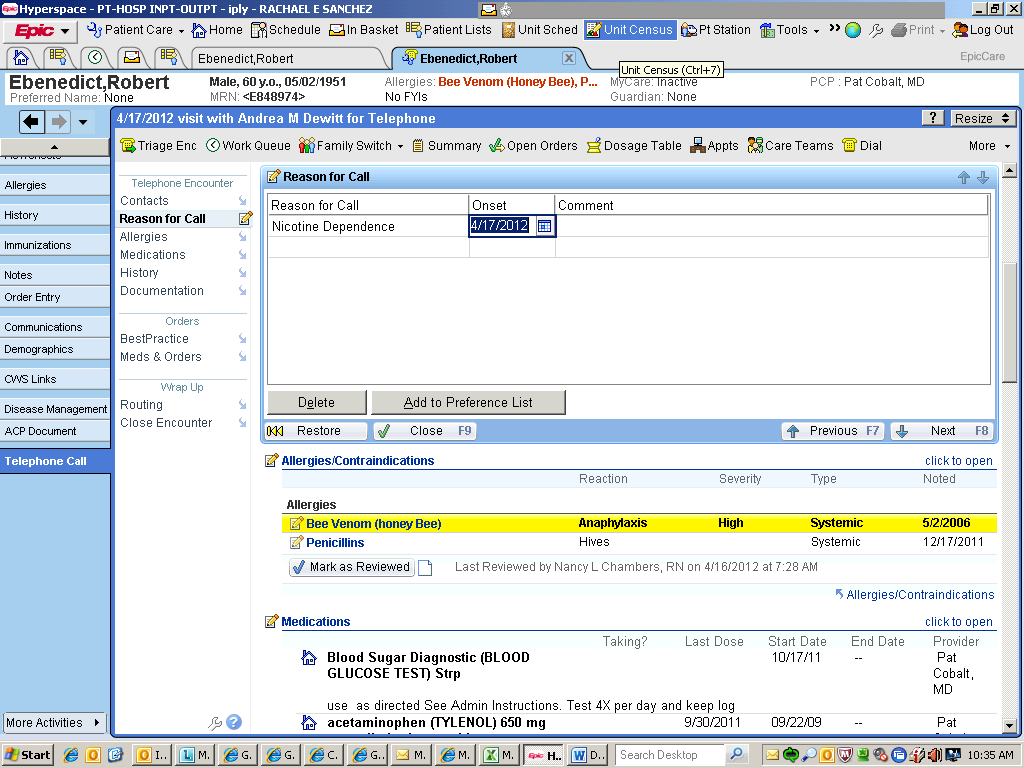 Hyperspace - PT-HOSP INPT-OUTPT - iply - RACHAEL E SANCHEZ
Epic Patient Care Home Schedule In Basket Patient Lists Unit Sched Unit Census Pt Station Tools Print Log Out
Ebenedict,Robert Ebenedict,Robert EpicCare
Unit Census (Ctrl+7)
Ebenedict,Robert Male, 60 y.o., 05/02/1951 Allergies: Bee Venom (Honey Bee), P... MyCare: Inactive PCP : Pat Cobalt, MD
Preferred Name: None MRN: <E848974> No FYIs Guardian: None
4/17/2012 visit with Andrea M Dewitt for Telephone ? Resize
Triage Enc Work Queue Family Switch Summary Open Orders Dosage Table Appts Care Teams Dial More
Allergies
History
Immunizations
Notes
Order Entry
Communications
Demographics
CWS Links
Disease Management
ACP Document
Telephone Call
More Activities
Telephone Encounter
Contacts
Reason for Call
Allergies
Medications
History
Documentation
Orders
BestPractice
Meds & Orders
Wrap Up
Routing
Close Encounter
Reason for Call
Reason for Call Onset Comment
Nicotine Dependence 4/17/2012
Delete Add to Preference List
Restore Close F9 Previous F7 Next F8
Allergies/Contraindications click to open
Reaction Severity Type Noted
Allergies
Bee Venom (honey Bee) Anaphylaxis High Systemic 5/2/2006
Penicillins Hives Systemic 12/17/2011
Mark as Reviewed Last Reviewed by Nancy L Chambers, RN on 4/16/2012 at 7:28 AM
Allergies/Contraindications
Medications click to open
Taking? Last Dose Start Date End Date Provider
Blood Sugar Diagnostic (BLOOD 10/17/11 -- Pat
GLUCOSE TEST) Strp Cobalt,
MD
use as directed See Admin Instructions. Test 4X per day and keep log
acetaminophen (TYLENOL) 650 mg 9/30/2011 09/22/09 -- Pat
Start I.. M. G. G. C. G. M. M. M. H.. D.. Search Desktop 10:35 AM